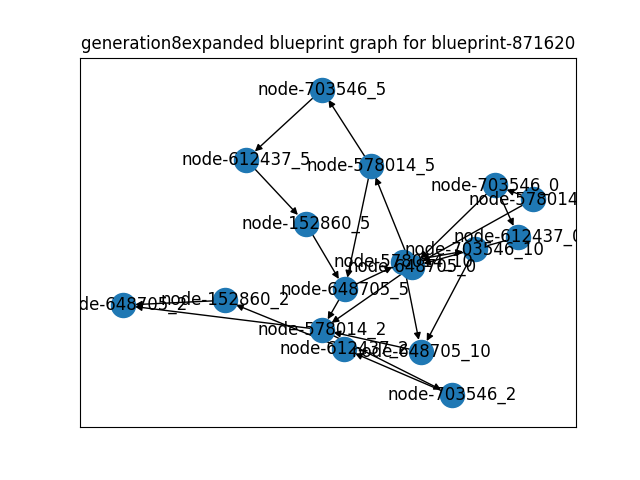 generation8expanded blueprint graph for blueprint-871620
node-703546_5
node-612437_5
node-578014_5
node-703546_0
node-578014
node-152860_5
node-612437_0
node-703546_10
node-578014_10
node-648705_0
node-648705_5
node-152860_2
de-648705_2
node-578014_2
node-612437_2
node-648705_10
node-703546_2